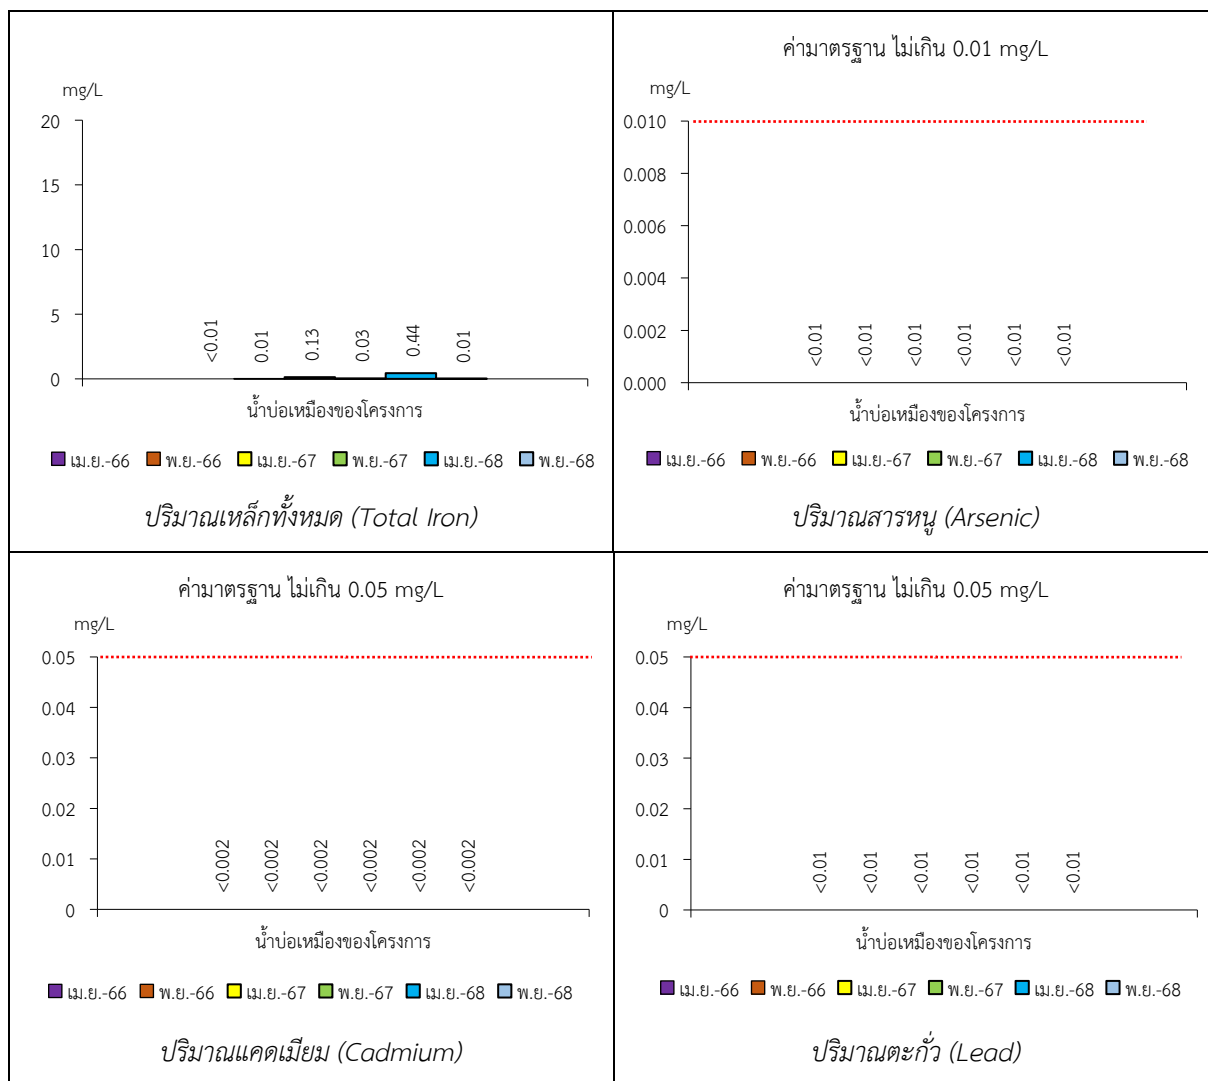 mg/L
20
15
10
5
0
<0.01
0.01
0.13
0.03
0.44
0.01
น้ำบ่อเหมืองของโครงการ
เม.ย.-66 พ.ย.-66 เม.ย.-67 พ.ย.-67 เม.ย.-68 พ.ย.-68
ปริมาณเหล็กทั้งหมด (Total Iron)
ค่ามาตรฐาน ไม่เกิน 0.01 mg/L
mg/L
0.010
0.008
0.006
0.004
0.002
0.000
<0.01
<0.01
<0.01
<0.01
<0.01
<0.01
น้ำบ่อเหมืองของโครงการ
เม.ย.-66 พ.ย.-66 เม.ย.-67 พ.ย.-67 เม.ย.-68 พ.ย.-68
ปริมาณสารหนู (Arsenic)
ค่ามาตรฐาน ไม่เกิน 0.05 mg/L
mg/L
0.05
0.04
0.03
0.02
0.01
0
<0.002
<0.002
<0.002
<0.002
<0.002
<0.002
น้ำบ่อเหมืองของโครงการ
เม.ย.-66 พ.ย.-66 เม.ย.-67 พ.ย.-67 เม.ย.-68 พ.ย.-68
ปริมาณแคดเมียม (Cadmium)
ค่ามาตรฐาน ไม่เกิน 0.05 mg/L
mg/L
0.05
0.04
0.03
0.02
0.01
0
<0.01
<0.01
<0.01
<0.01
<0.01
<0.01
น้ำบ่อเหมืองของโครงการ
เม.ย.-66 พ.ย.-66 เม.ย.-67 พ.ย.-67 เม.ย.-68 พ.ย.-68
ปริมาณตะกั่ว (Lead)